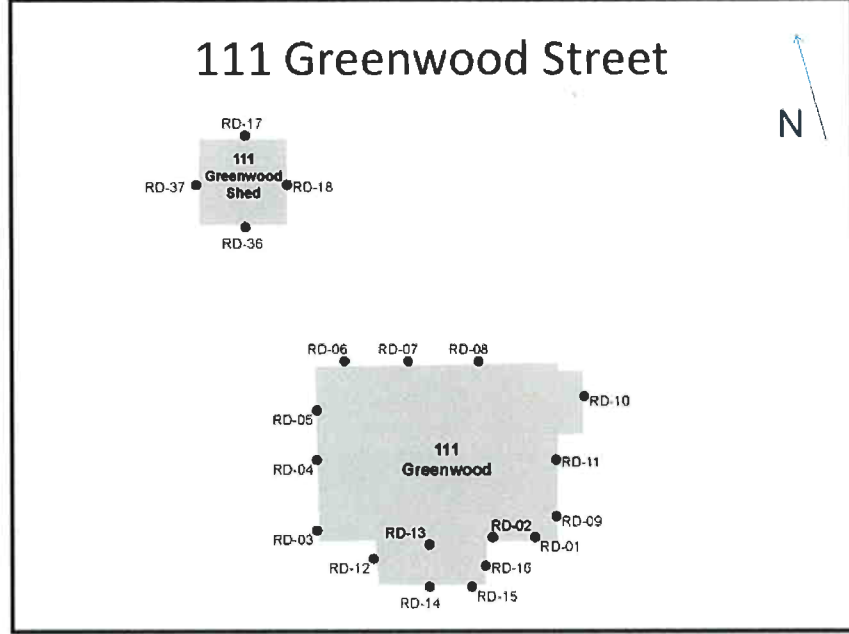 111 Greenwood Street
N
RD-17
111
Greenwood
Shed
RD-37
RD-18
RD-36
RD-06
RD-07
RD-08
RD-10
RD-05
111
Greenwood
RD-04
RD-11
RD-09
RD-03
RD-13
RD-02
RD-01
RD-12
RD-16
RD-14
RD-15